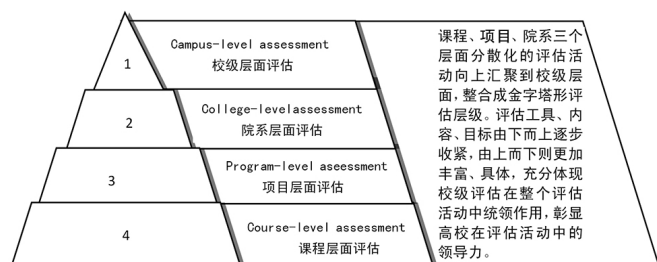 1
Campus-level assessment
校级层面评估
2
College-levelassessment
院系层面评估
3
Program-level aseessment
项目层面评估
4
Course-level assessment
课程层面评估
课程、项目、院系三个
层面分散化的评估活
动向上汇聚到校级层
面,整合成金字塔形评
估层级。评估工具、内
容、目标由下而上逐步
收紧,由上而下则更加
丰富、具体，充分体现
校级评估在整个评估
活动中统领作用,彰显
高校在评估活动中的
领导力。